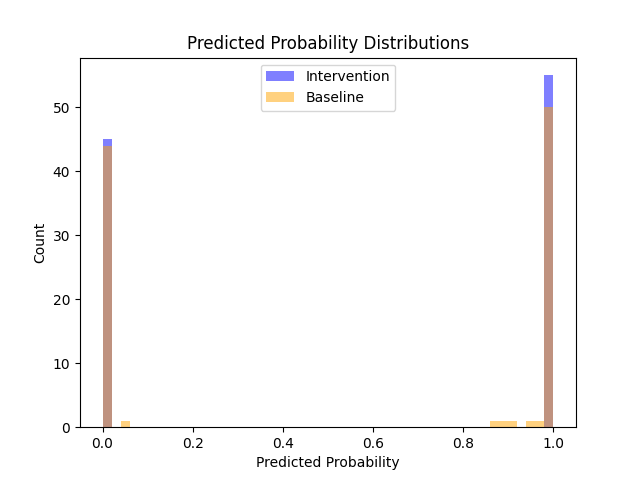 Predicted Probability Distributions
Intervention
Baseline
50
40
30
20
10
0
Count
0.0 0.2 0.4 0.6 0.8 1.0
Predicted Probability